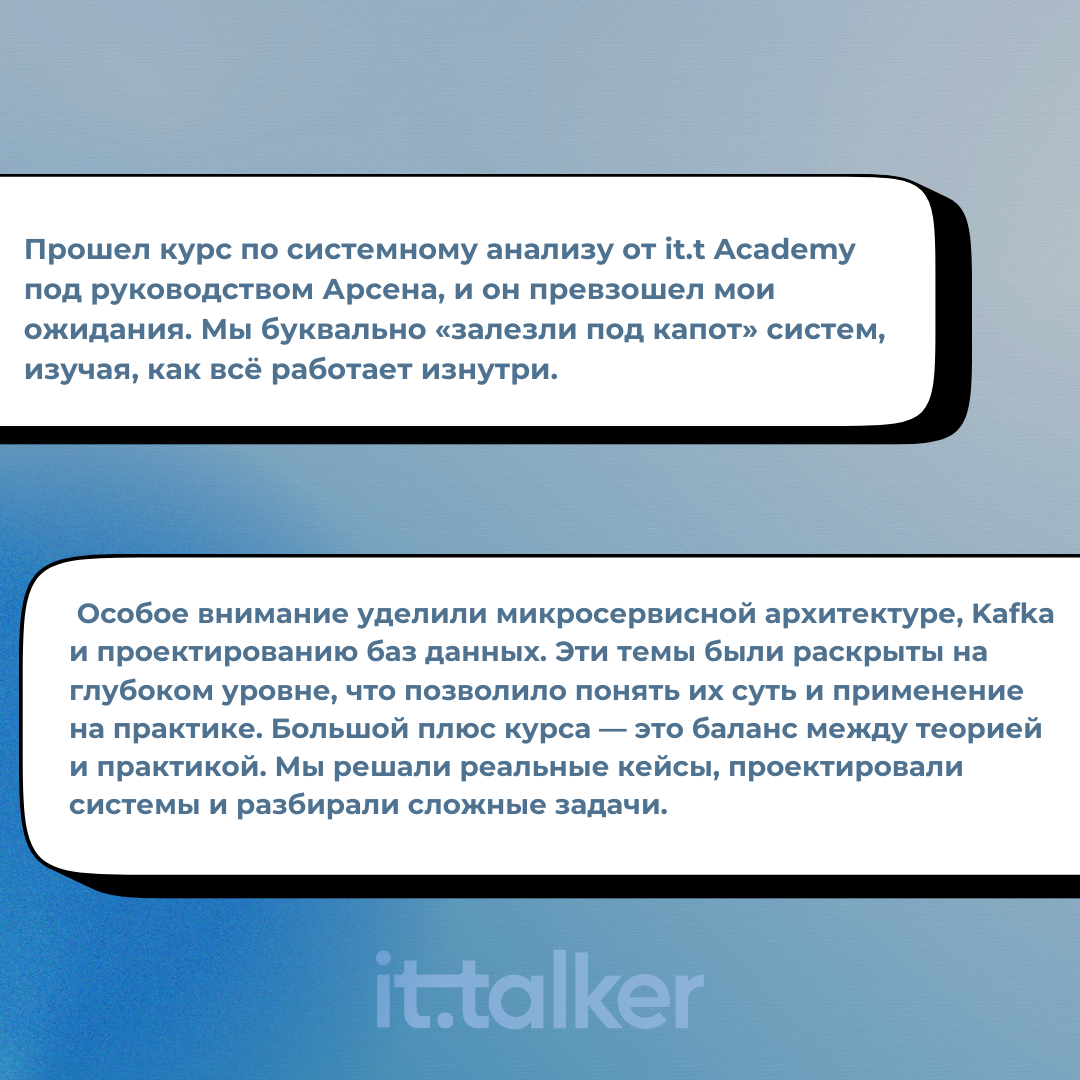 Прошел курс по системному анализу от it.t Academy
под руководством Арсена, и он превзошел мои
ожидания. Мы буквально «залезли под капот» систем,
изучая, как всё работает изнутри.
Особое внимание уделили микросервисной архитектуре, Kafka
и проектированию баз данных. Эти темы были раскрыты на
глубоком уровне, что позволило понять их суть и применение
на практике. Большой плюс курса — это баланс между теорией
и практикой. Мы решали реальные кейсы, проектировали
системы и разбирали сложные задачи.
it.talker